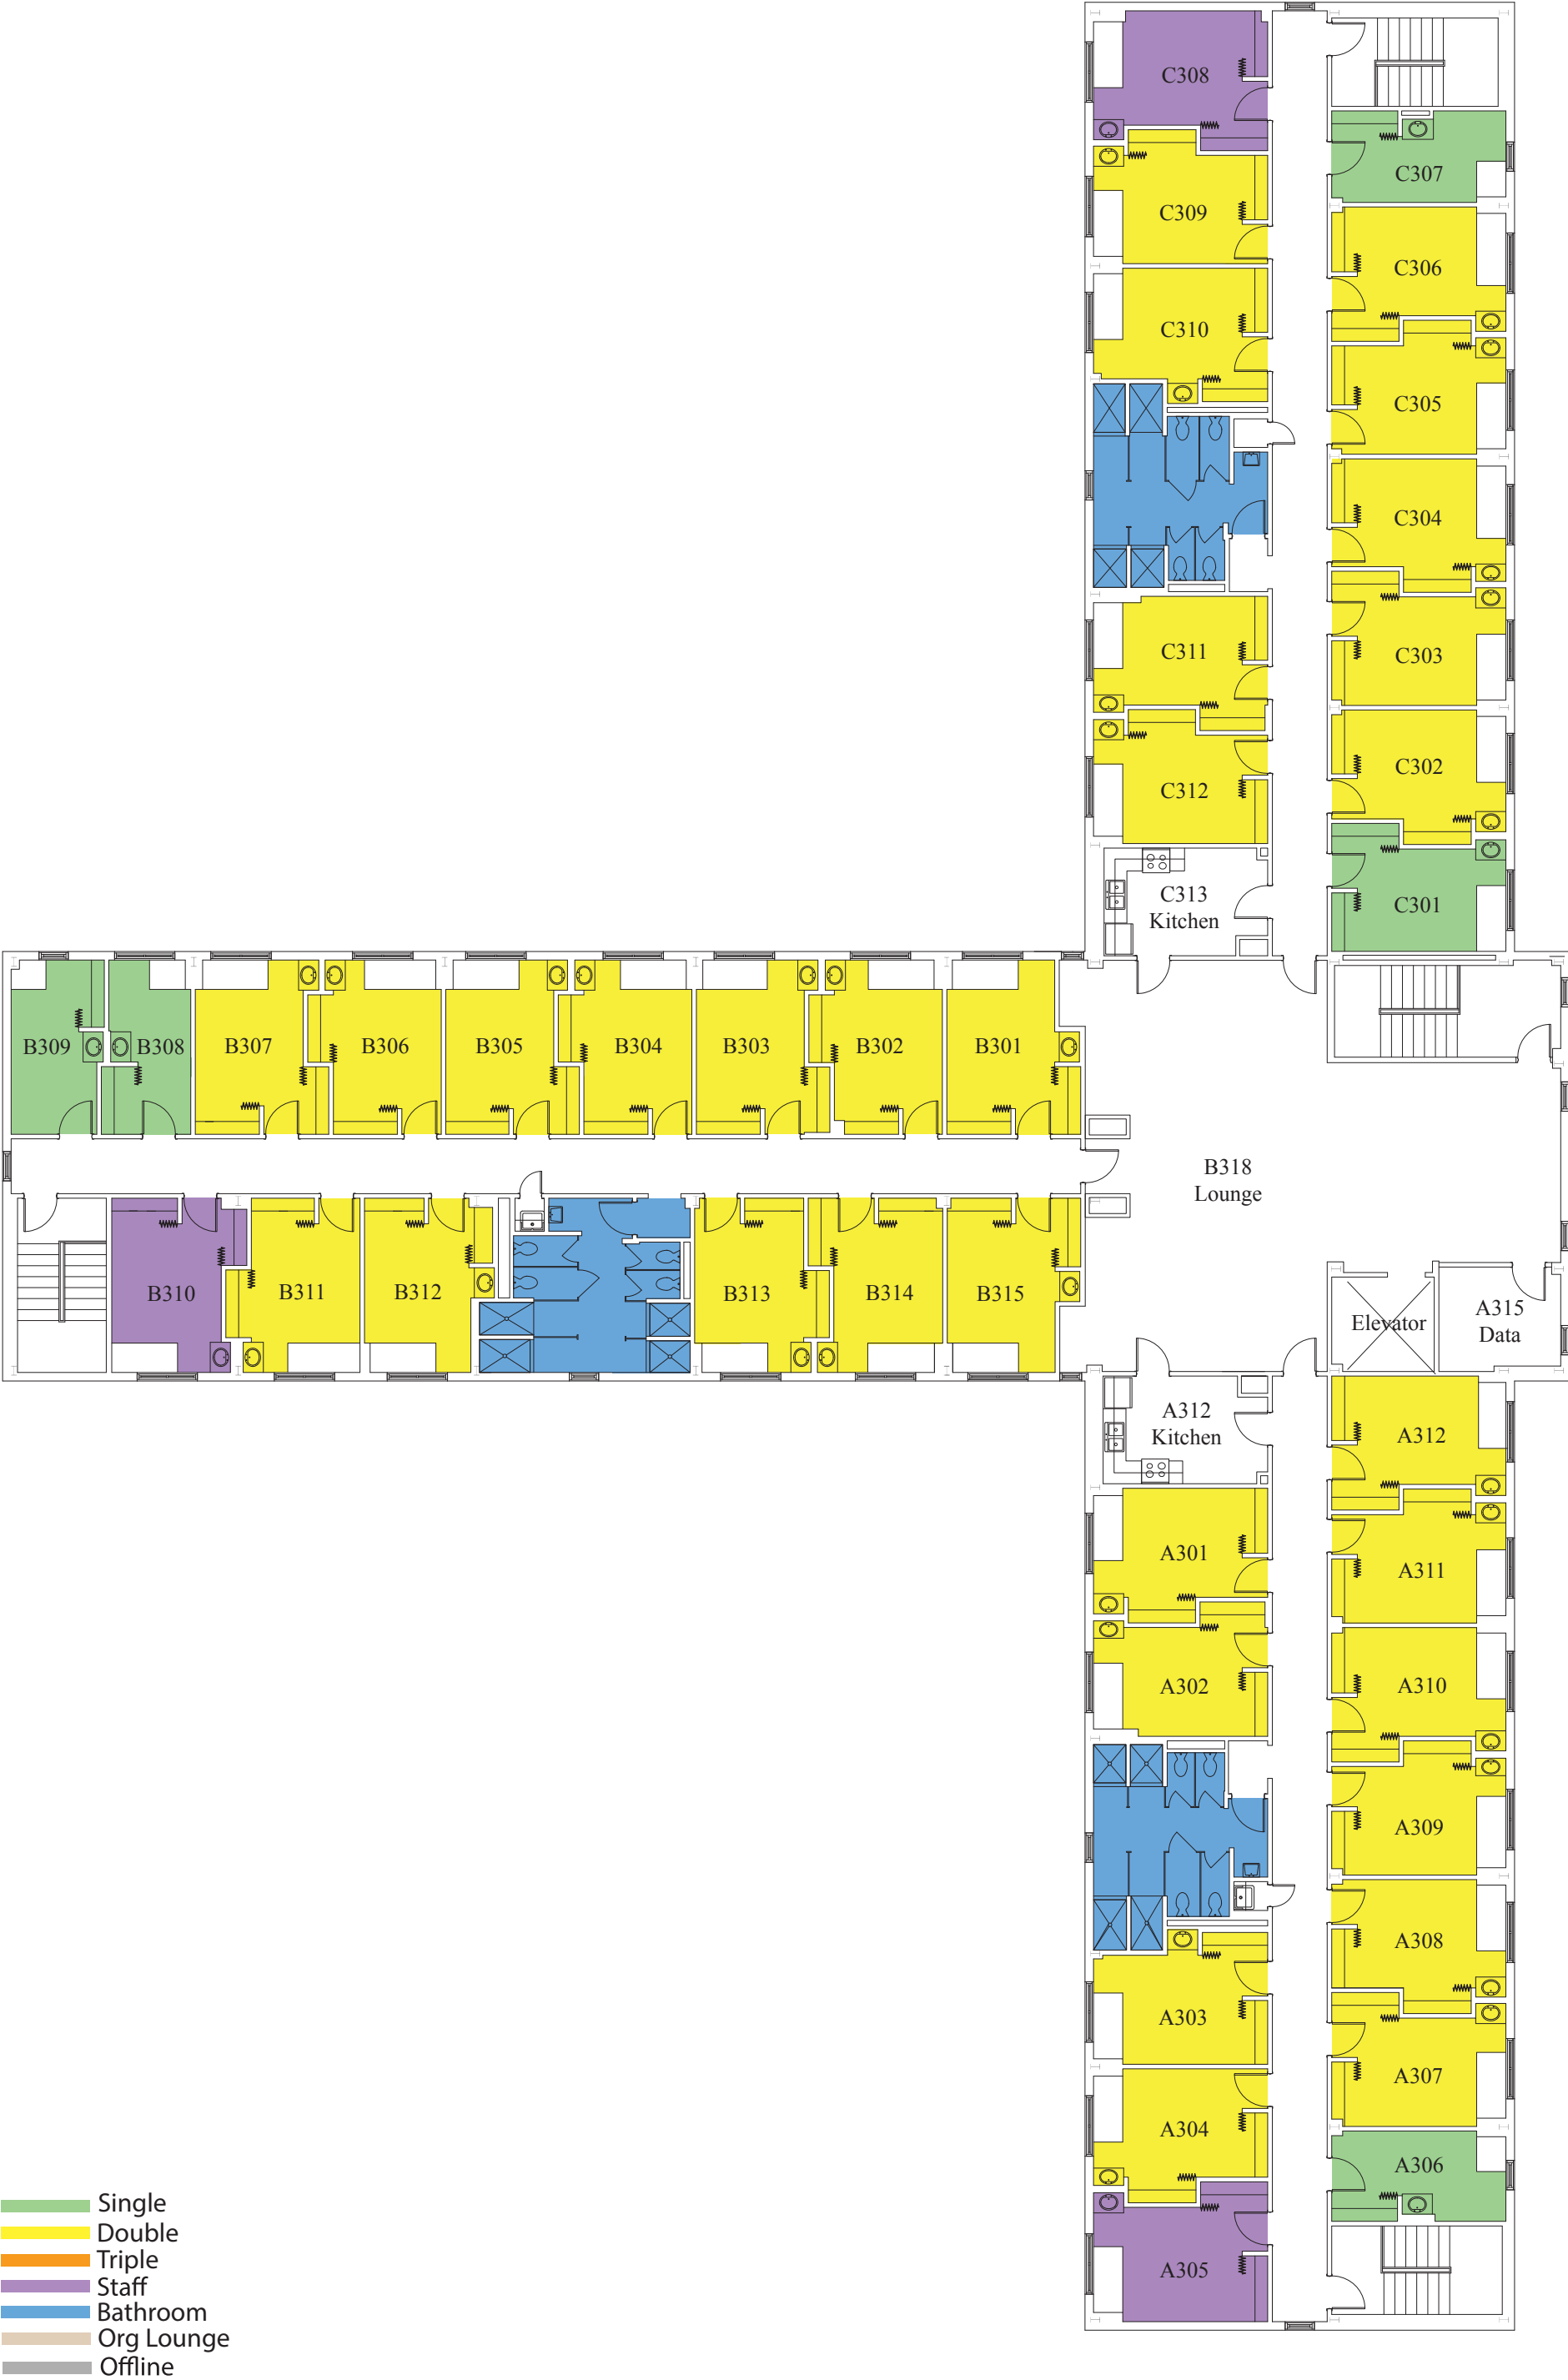 C308
C307
C309
C306
C310
C305
C304
C311
C303
C312
C302
C313
Kitchen
C301
B309
B308
B307
B306
B305
B304
B303
B302
B301
B318
Lounge
B310
B311
B312
B313
B314
B315
Elevator
A315
Data
A312
Kitchen
A312
A301
A311
A302
A310
A309
A303
A308
A304
A307
A305
A306
Single
Double
Triple
Staff
Bathroom
Org Lounge
Offline